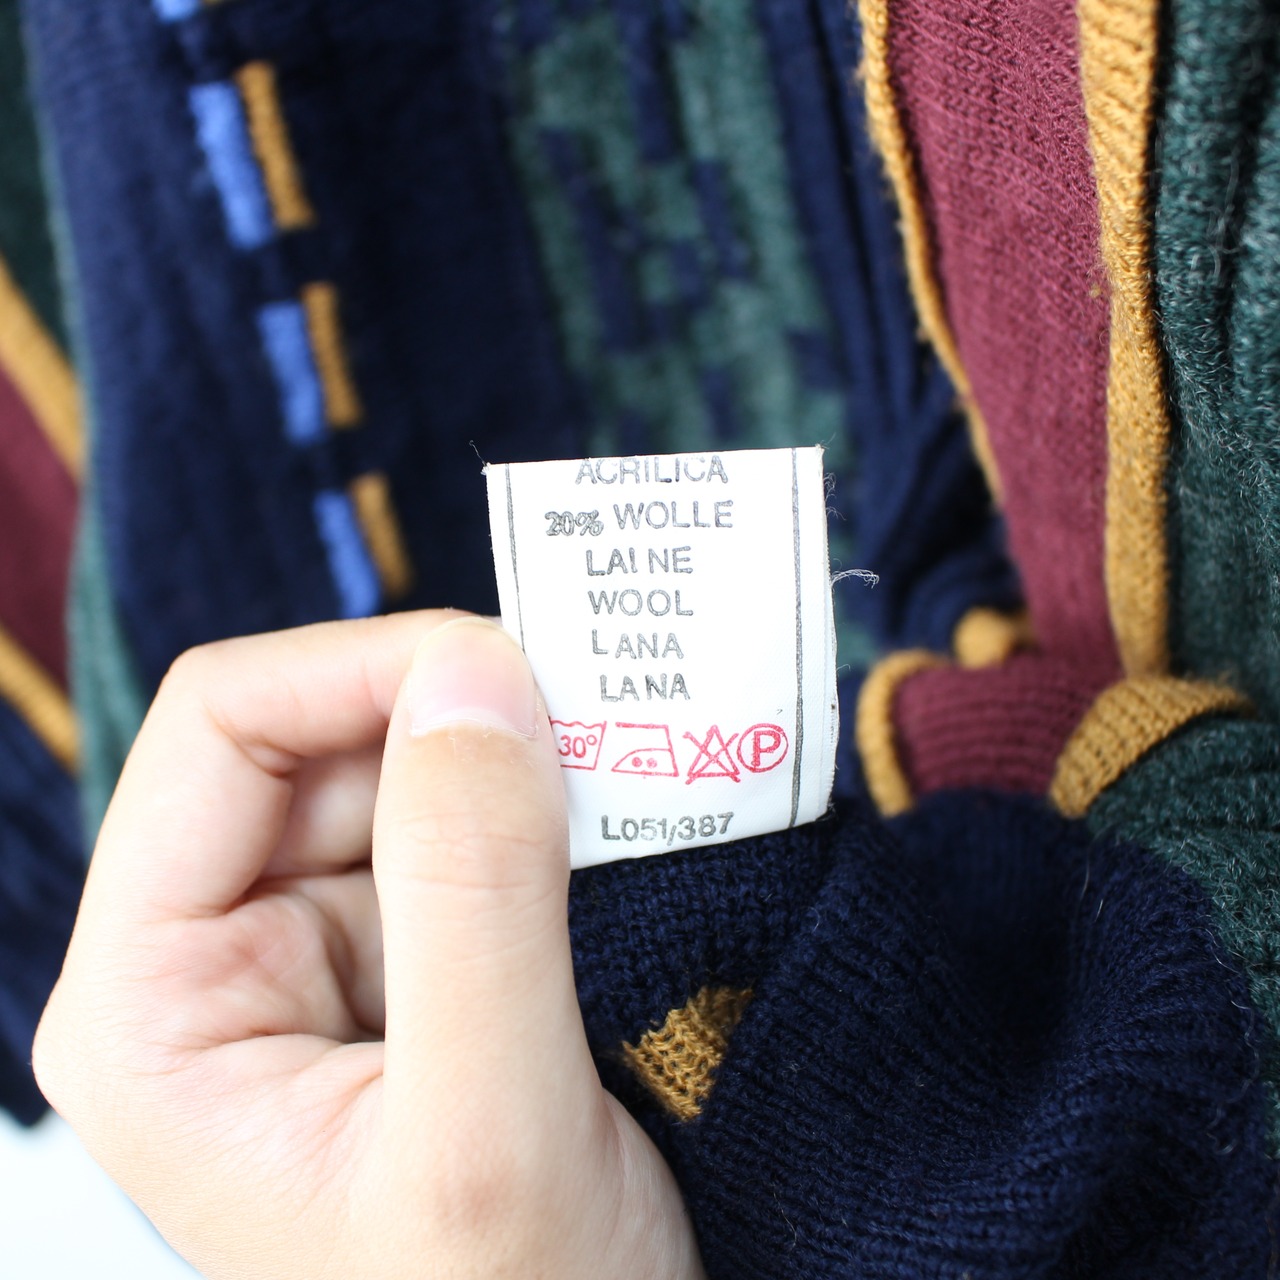 ACRILICA
20% WOLLE
LAINE
WOOL
LANA
LANA
30° P
L051/387